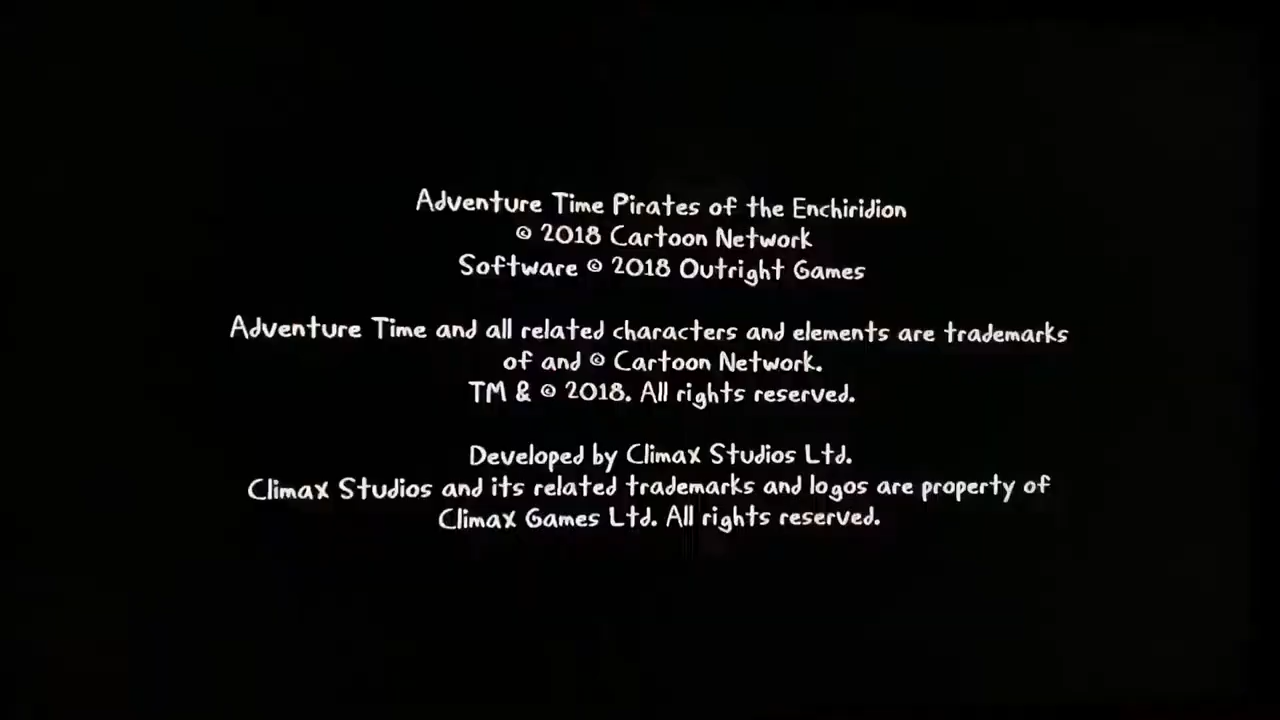 Adventure Time Pirates of the Enchiridion
© 2018 Cartoon Network
Software © 2018 Outright Games
Adventure Time and all related characters and elements are trademarks
of and © Cartoon Network.
TM & © 2018. All rights reserved.
Developed by Climax Studios Ltd.
Climax Studios and its related trademarks and logos are property of
Climax Games Ltd. All rights reserved.